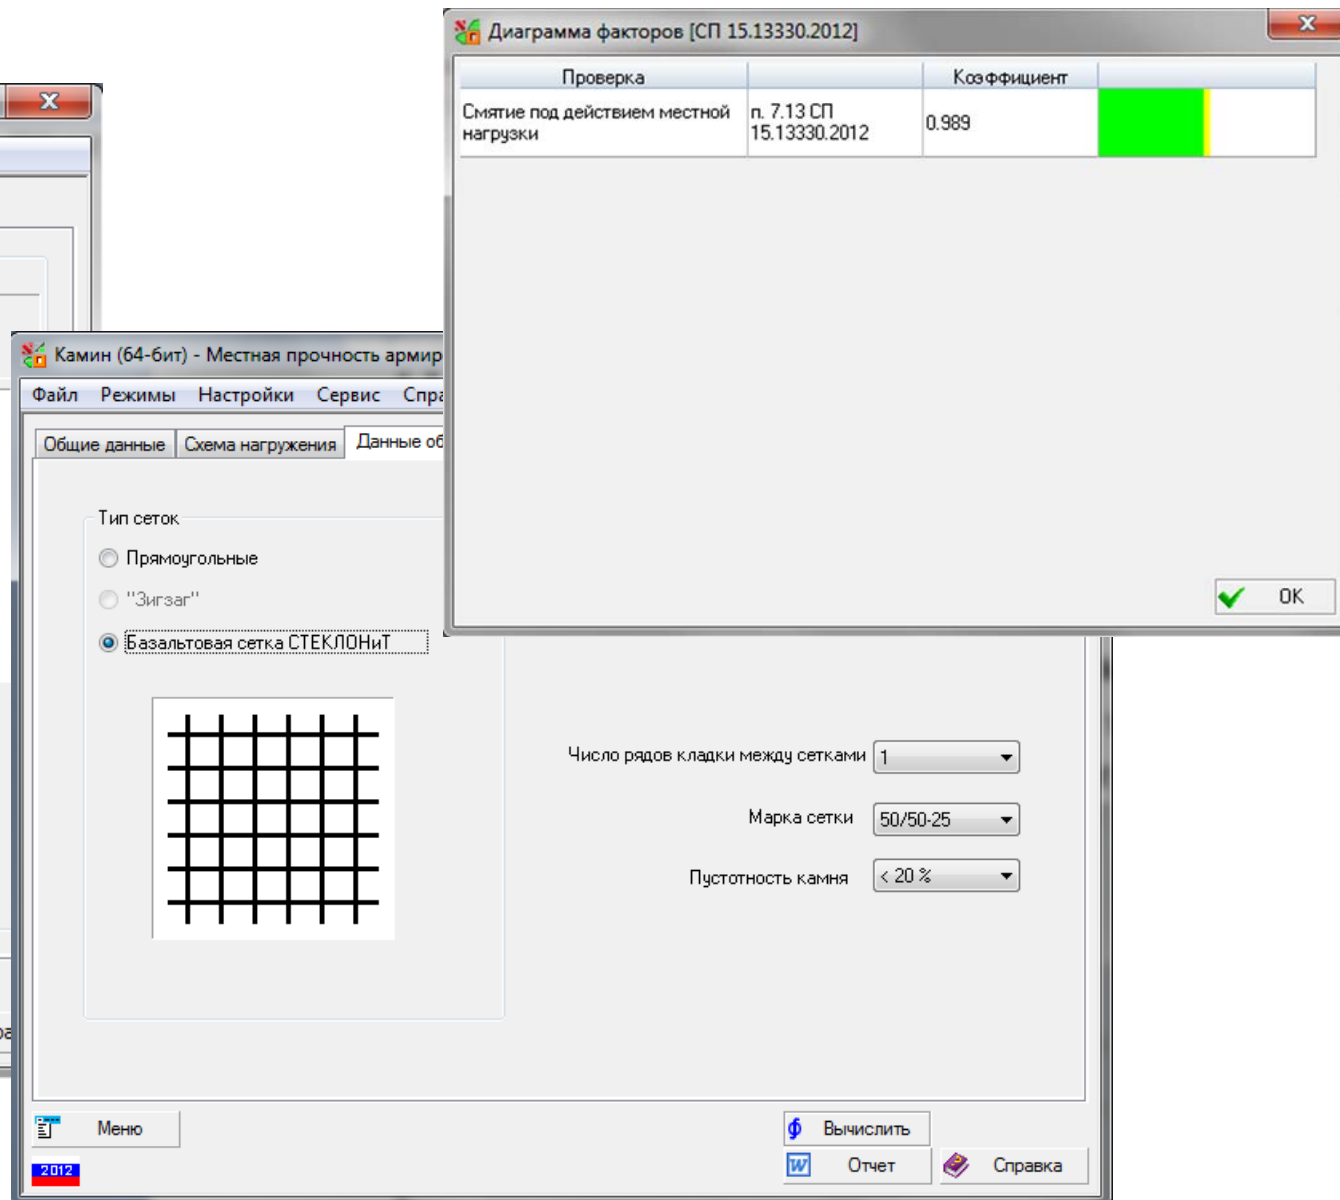 Диаграмма факторов [СП 15.13330.2012]
Проверка
Коэффициент
Смятие под действием местной
нагрузки
п. 7.13 СП
15.13330.2012
0.989
OK
Камин (64-бит) - Местная прочность армир
Файл Режимы Настройки Сервис Спра
Общие данные Схема нагружения Данные об
Тип сеток
Прямоугольные
"Зигзаг"
Базальтовая сетка СТЕКЛОНиТ
Число рядов кладки между сетками 1
Марка сетки 50/50-25
Пустотность камня < 20 %
Меню
Вычислить
2012
Отчет
Справка